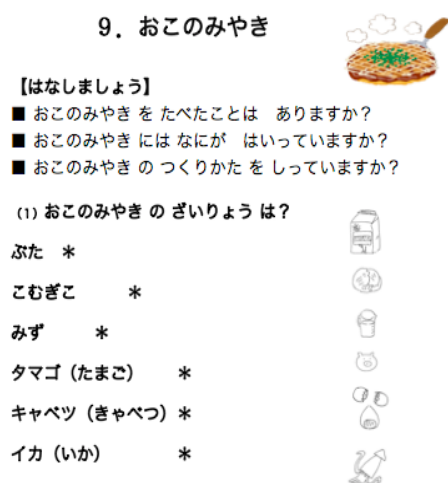 ９．おこのみやき
【はなしましょう】
■ おこのみやき を たべたことは　ありますか？
■ おこのみやき には なにが　はいっていますか？
■ おこのみやき の つくりかた を しっていますか？
（1）おこのみやき の ざいりょう は？
ぶた　＊
こむぎこ　　　＊
みず　　　＊
タマゴ（たまご）　　＊
キャベツ（きゃべつ）＊
イカ（いか）　　　　＊